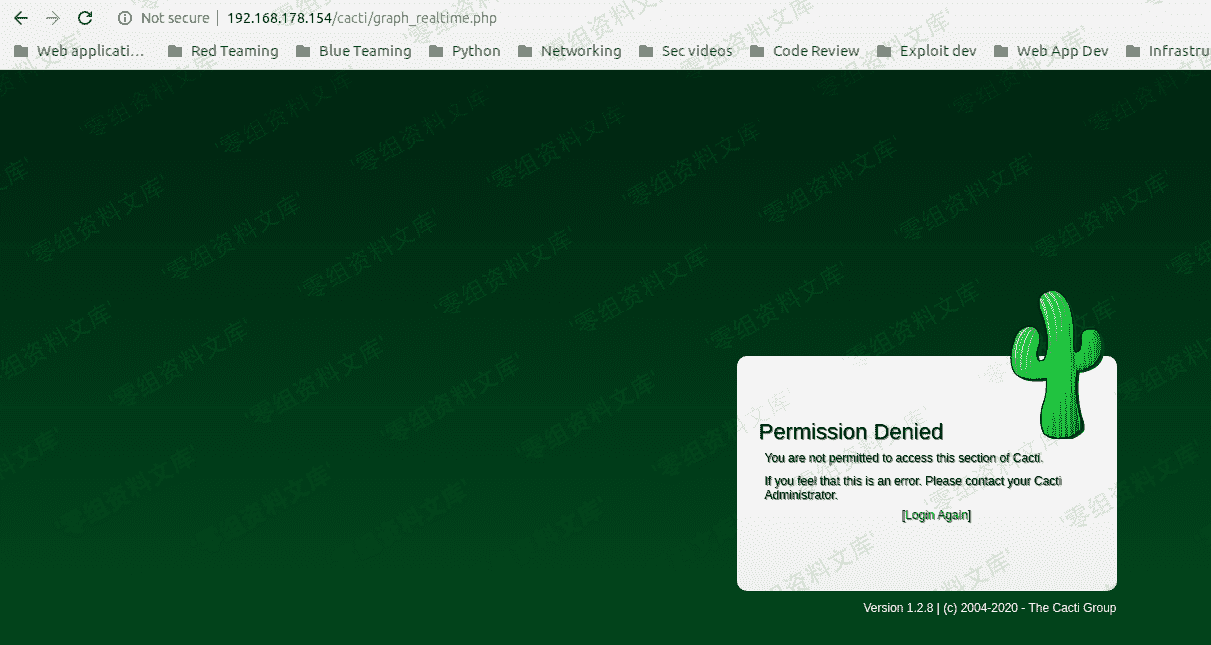 Not secure | 192.168.178.154/cacti/graph_realtime.php
Web applicati... Red Teaming Blue Teaming Python Networking Sec videos Code Review Exploit dev Web App Dev Infrastru
Permission Denied
You are not permitted to access this section of Cacti.
If you feel that this is an error. Please contact your Cacti
Administrator.
[Login Again]
Version 1.2.8 | (c) 2004-2020 - The Cacti Group
'零组资料文库'